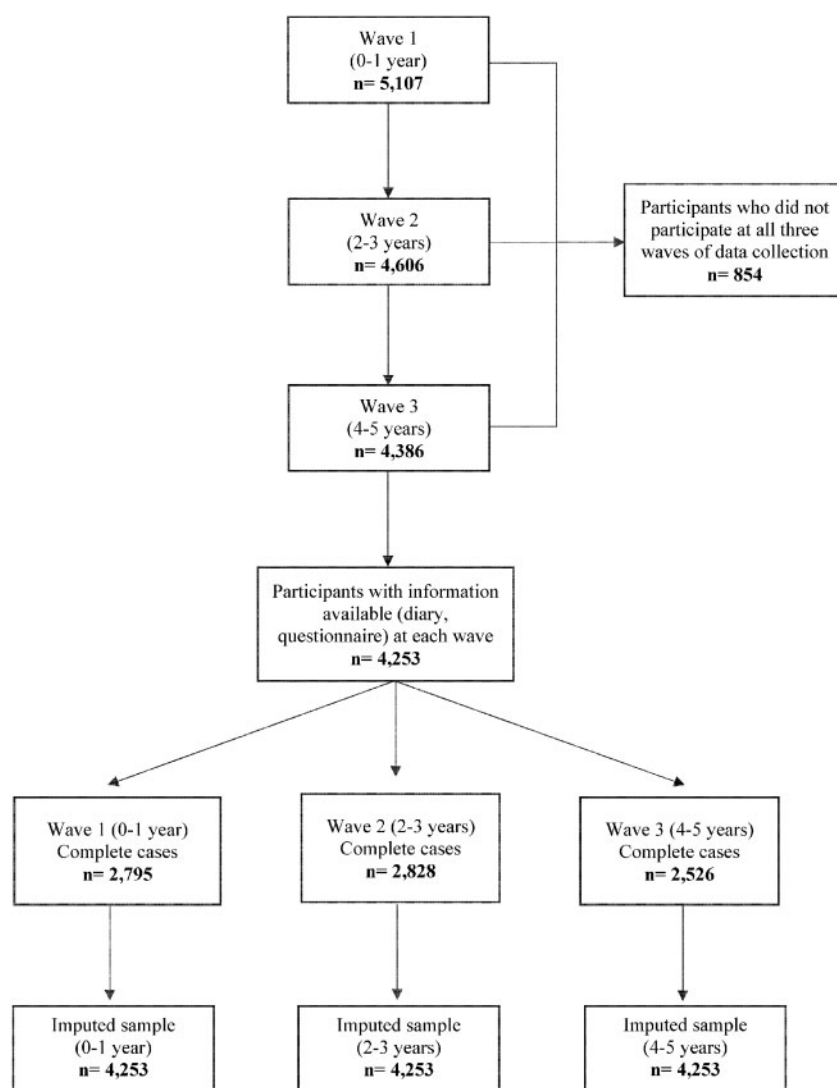 Wave 1
(0-1 year)
n= 5,107
Wave 2
(2-3 years)
n= 4,606
Participants who did not
participate at all three
waves of data collection
n= 854
Wave 3
(4-5 years)
n= 4,386
Participants with information
available (diary,
questionnaire) at each wave
n= 4,253
Wave 1 (0-1 year)
Complete cases
n= 2,795
Wave 2 (2-3 years)
Complete cases
n= 2,828
Wave 3 (4-5 years)
Complete cases
n= 2,526
Imputed sample
(0-1 year)
n= 4,253
Imputed sample
(2-3 years)
n= 4,253
Imputed sample
(4-5 years)
n= 4,253